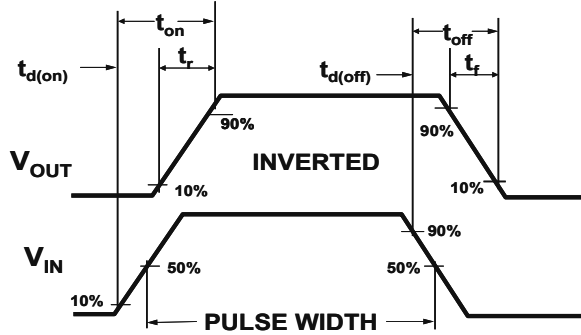 t_on
t_off
t_r
t_f
t_d(on)
t_d(off)
90%
90%
V_OUT
INVERTED
10%
10%
90%
V_IN
50%
50%
10%
PULSE WIDTH